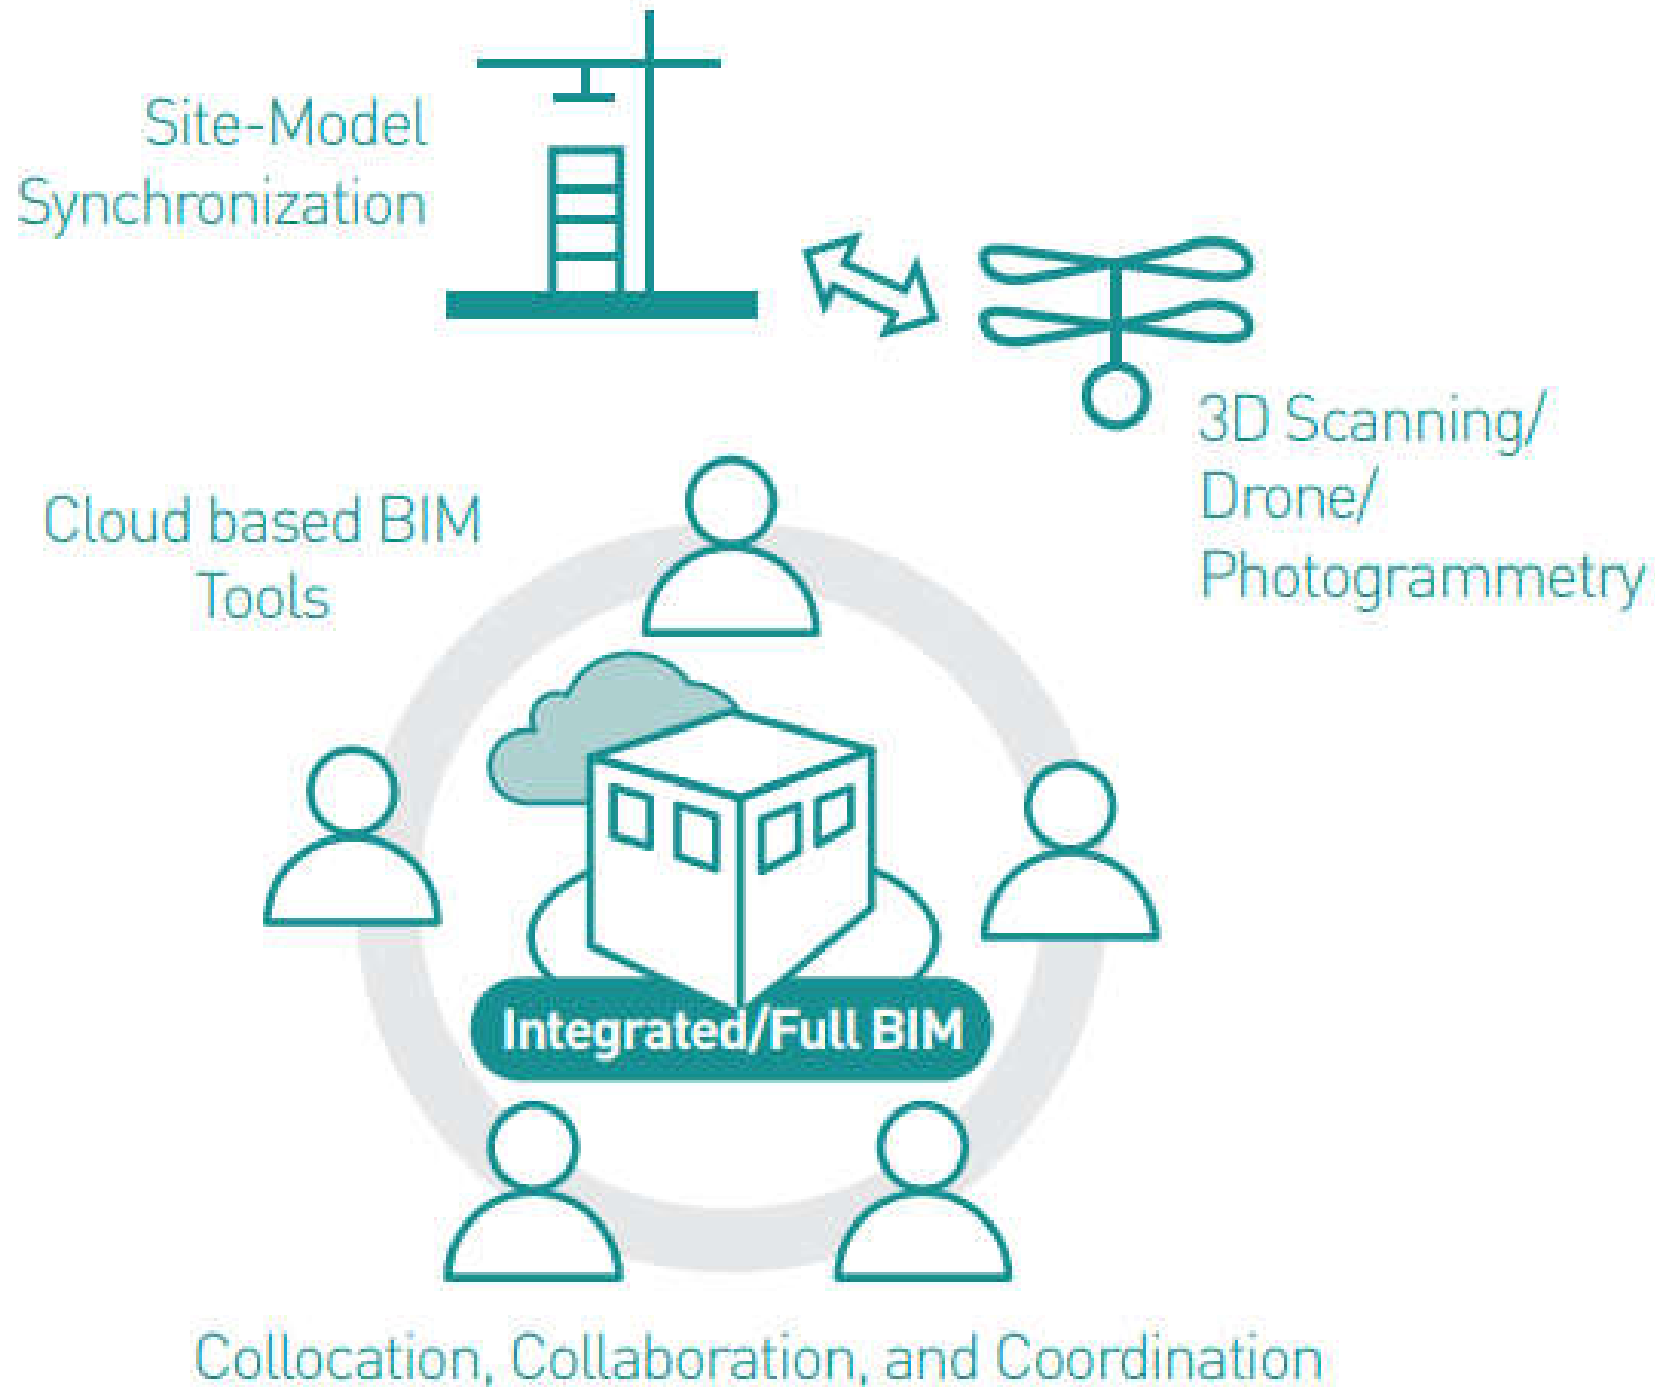 Site-Model
Synchronization
3D Scanning/
Drone/
Photogrammetry
Cloud based BIM
Tools
Integrated/Full BIM
Collocation, Collaboration, and Coordination